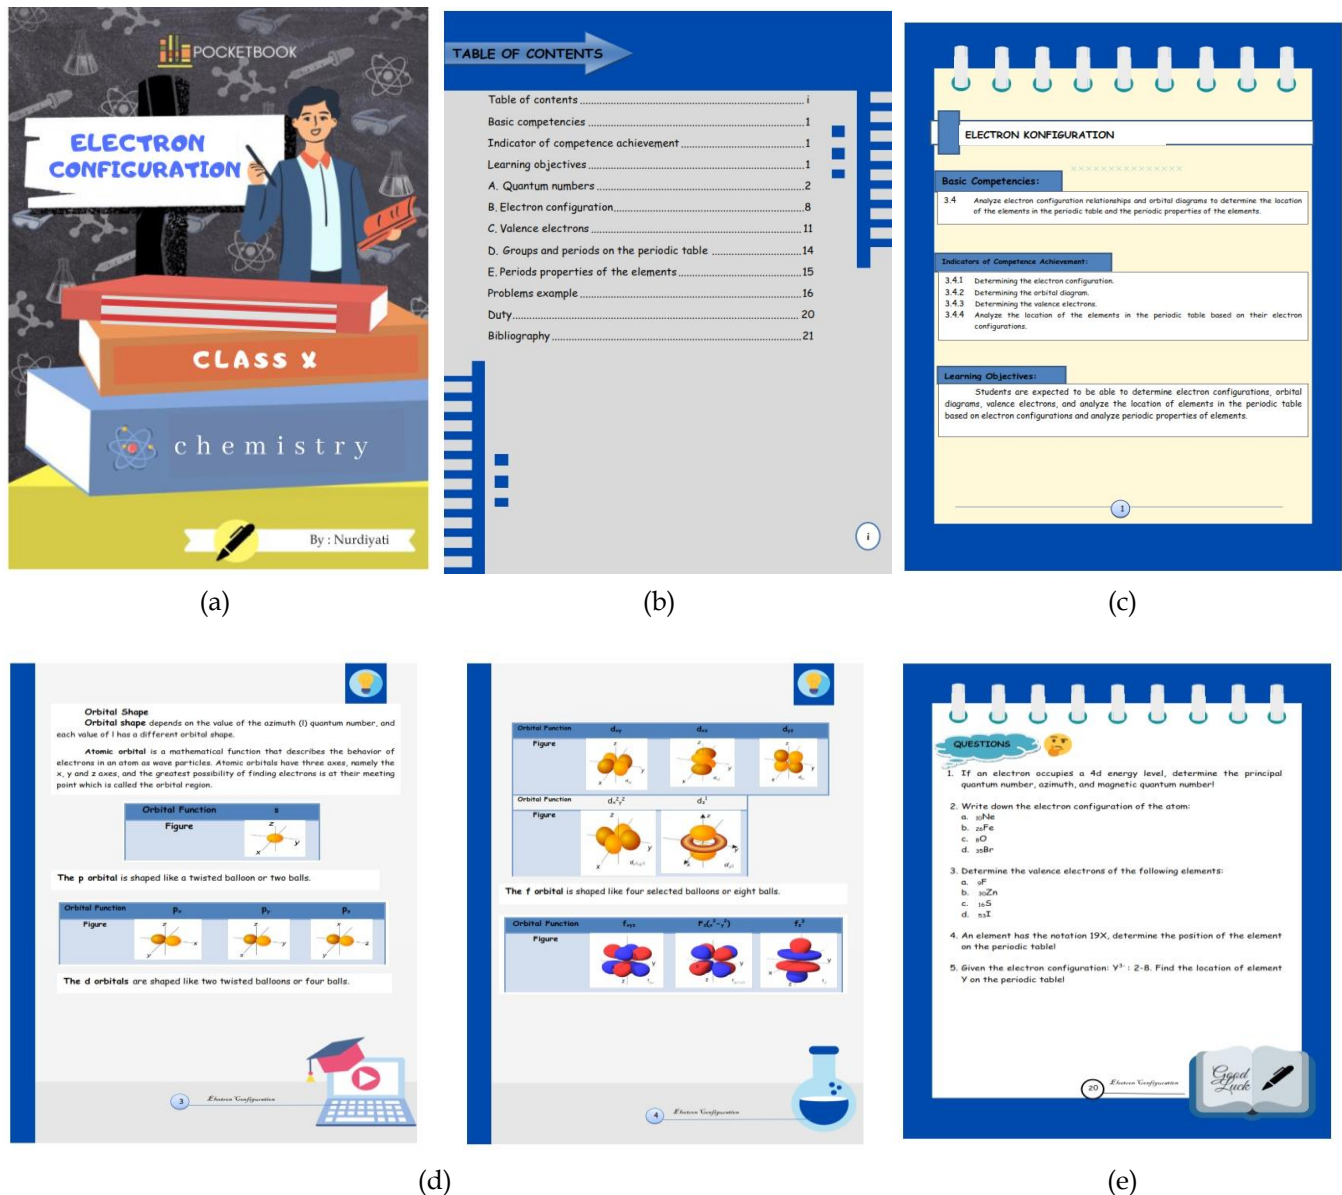 POCKETBOOK
ELECTRON
CONFIGURATION
CLASS X
chemistry
By : Nurdiyati
(a)
TABLE OF CONTENTS
Table of contents ........ i
Basic competencies ........ 1
Indicator of competence achievement ........ 1
Learning objectives ........ 1
A. Quantum numbers ........ 2
B. Electron configuration ........ 8
C. Valence electrons ........ 11
D. Groups and periods on the periodic table ........ 14
E. Periods properties of the elements ........ 15
Problems example ........ 16
Duty ........ 20
Bibliography ........ 21
i
(b)
ELECTRON KONFIGURATION
Basic Competencies:
3.4 Analyze electron configuration relationships and orbital diagrams to determine the location
of the elements in the periodic table and the periodic properties of the elements.
Indicators of Competence Achievement:
3.4.1 Determining the electron configuration.
3.4.2 Determining the orbital diagram.
3.4.3 Determining the valence electrons.
3.4.4 Analyze the location of the elements in the periodic table based on their electron
configurations.
Learning Objectives:
Students are expected to be able to determine electron configurations, orbital
diagrams, valence electrons, and analyze the location of elements in the periodic table
based on electron configurations and analyze periodic properties of elements.
1
(c)
Orbital Shape
Orbital shape depends on the value of the azimuth (l) quantum number, and
each value of l has a different orbital shape.
Atomic orbital is a mathematical function that describes the behavior of
electrons in an atom as wave particles. Atomic orbitals have three axes, namely the
x, y and z axes, and the greatest possibility of finding electrons is at their meeting
point which is called the orbital region.
Orbital Function s
Figure
z
y
x
The p orbital is shaped like a twisted balloon or two balls.
Orbital Function pₓ pᵧ p₂
Figure
The d orbitals are shaped like two twisted balloons or four balls.
3 Electron Configuration
Orbital Function dxy dxz dyz
Figure
Orbital Function dx²y² dz¹
Figure
The f orbital is shaped like four selected balloons or eight balls.
Orbital Function fxyz Fz(x²-y²) fz³
Figure
4 Electron Configuration
(d)
QUESTIONS
1. If an electron occupies a 4d energy level, determine the principal
quantum number, azimuth, and magnetic quantum number!
2. Write down the electron configuration of the atom:
a. ₁₀Ne
b. ₂₆Fe
c. ₈O
d. ₃₅Br
3. Determine the valence electrons of the following elements:
a. ₉F
b. ₃₀Zn
c. ₁₆S
d. ₅₃I
4. An element has the notation 19X, determine the position of the element
on the periodic table!
5. Given the electron configuration: Y³⁻ : 2-8. Find the location of element
Y on the periodic table!
Good
Luck
20 Electron Configuration
(e)